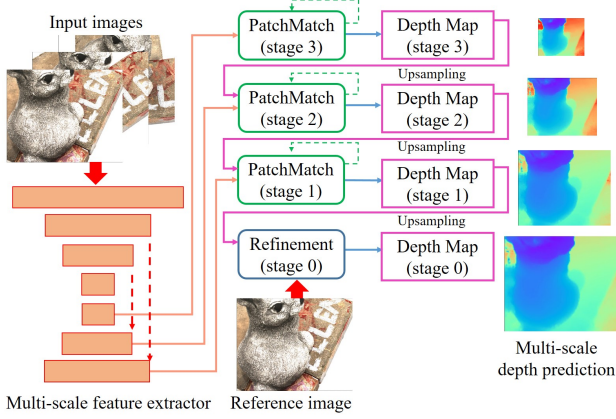 Input images
PatchMatch
(stage 3)
Depth Map
(stage 3)
Upsampling
PatchMatch
(stage 2)
Depth Map
(stage 2)
Upsampling
PatchMatch
(stage 1)
Depth Map
(stage 1)
Upsampling
Refinement
(stage 0)
Depth Map
(stage 0)
Multi-scale feature extractor
Reference image
Multi-scale
depth prediction